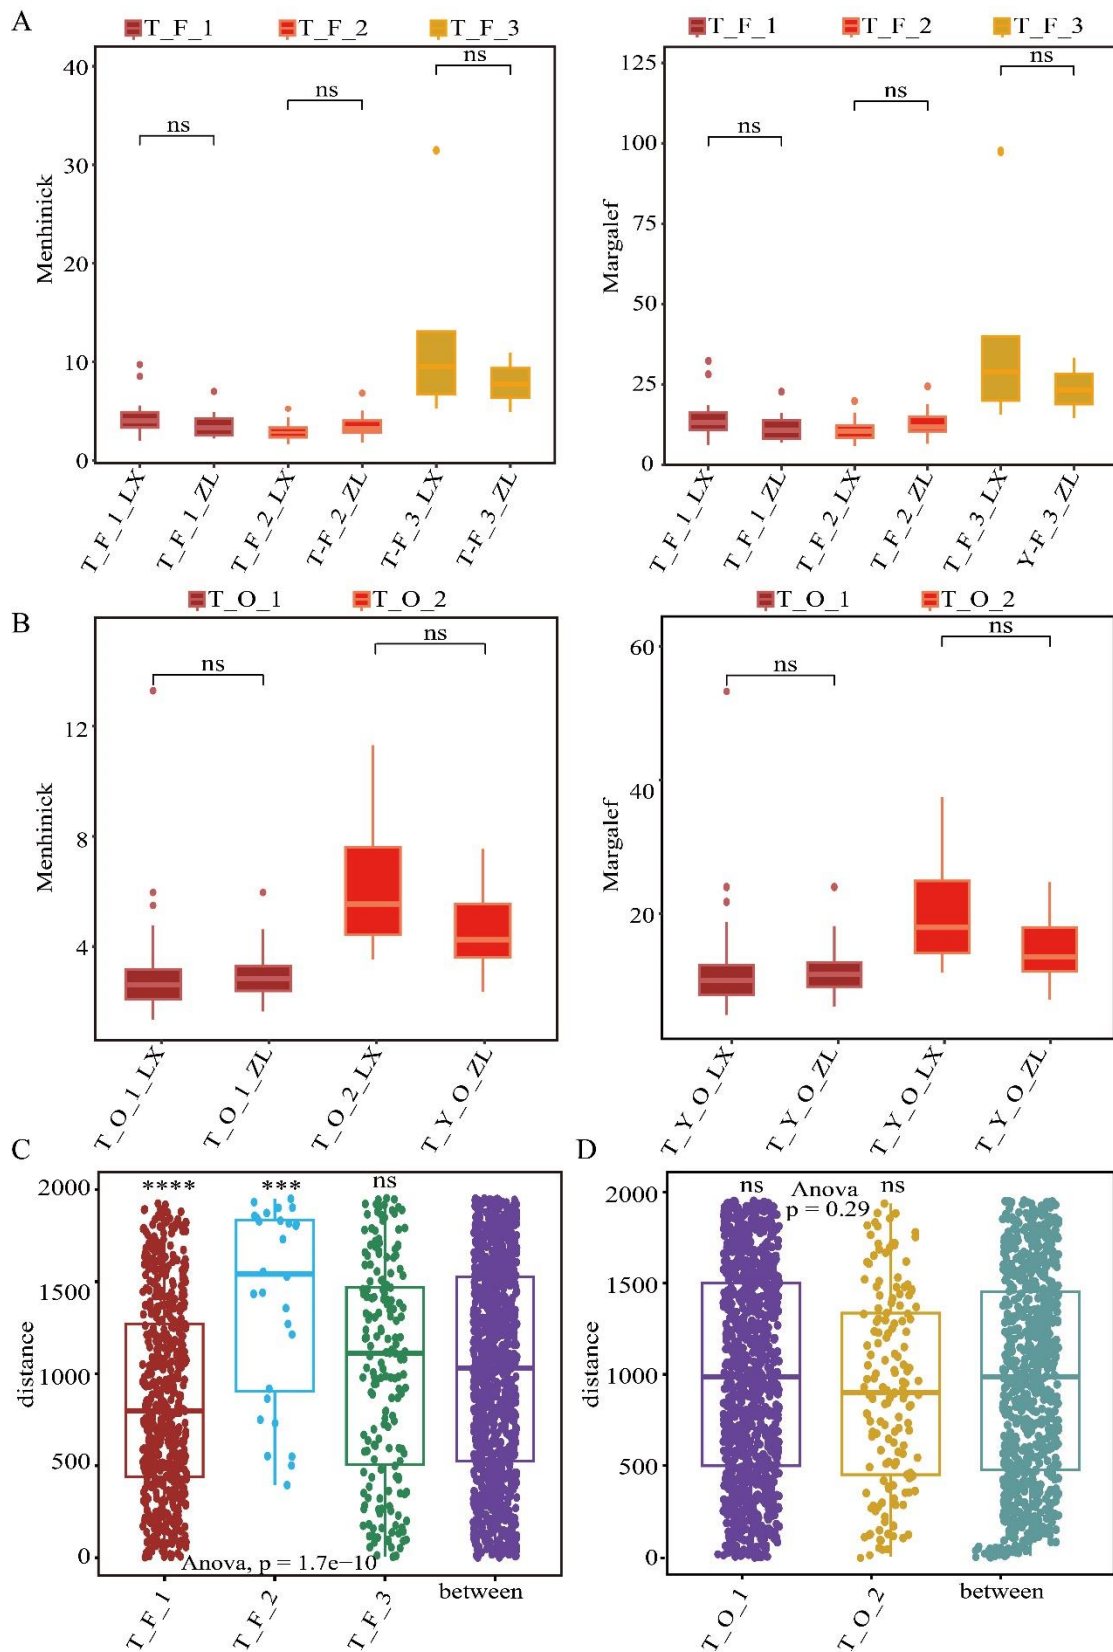 A
T_F_1 T_F_2 T_F_3
Menhinick
40
30
20
10
0
ns ns ns
T_F_1_LX
T_F_1_ZL
T_F_2_LX
T-F_2_ZL
T-F_3_LX
T-F_3_ZL
T_F_1 T_F_2 T_F_3
Margalef
125
100
75
50
25
0
ns ns ns
T_F_1_LX
T_F_1_ZL
T_F_2_LX
T_F_2_ZL
T_F_3_LX
Y-F_3_ZL
B
T_O_1 T_O_2
Menhinick
12
8
4
ns ns
T_O_1_LX
T_O_1_ZL
T_O_2_LX
T_Y_O_ZL
T_O_1 T_O_2
Margalef
60
40
20
ns ns
T_Y_O_LX
T_Y_O_ZL
T_Y_O_LX
T_Y_O_ZL
C
distance
2000
1500
1000
500
0
**** *** ns
Anova, p = 1.7e−10
T_F_1
T_F_2
T_F_3
between
D
distance
2000
1500
1000
500
0
ns Anova ns
p = 0.29
T_O_1
T_O_2
between